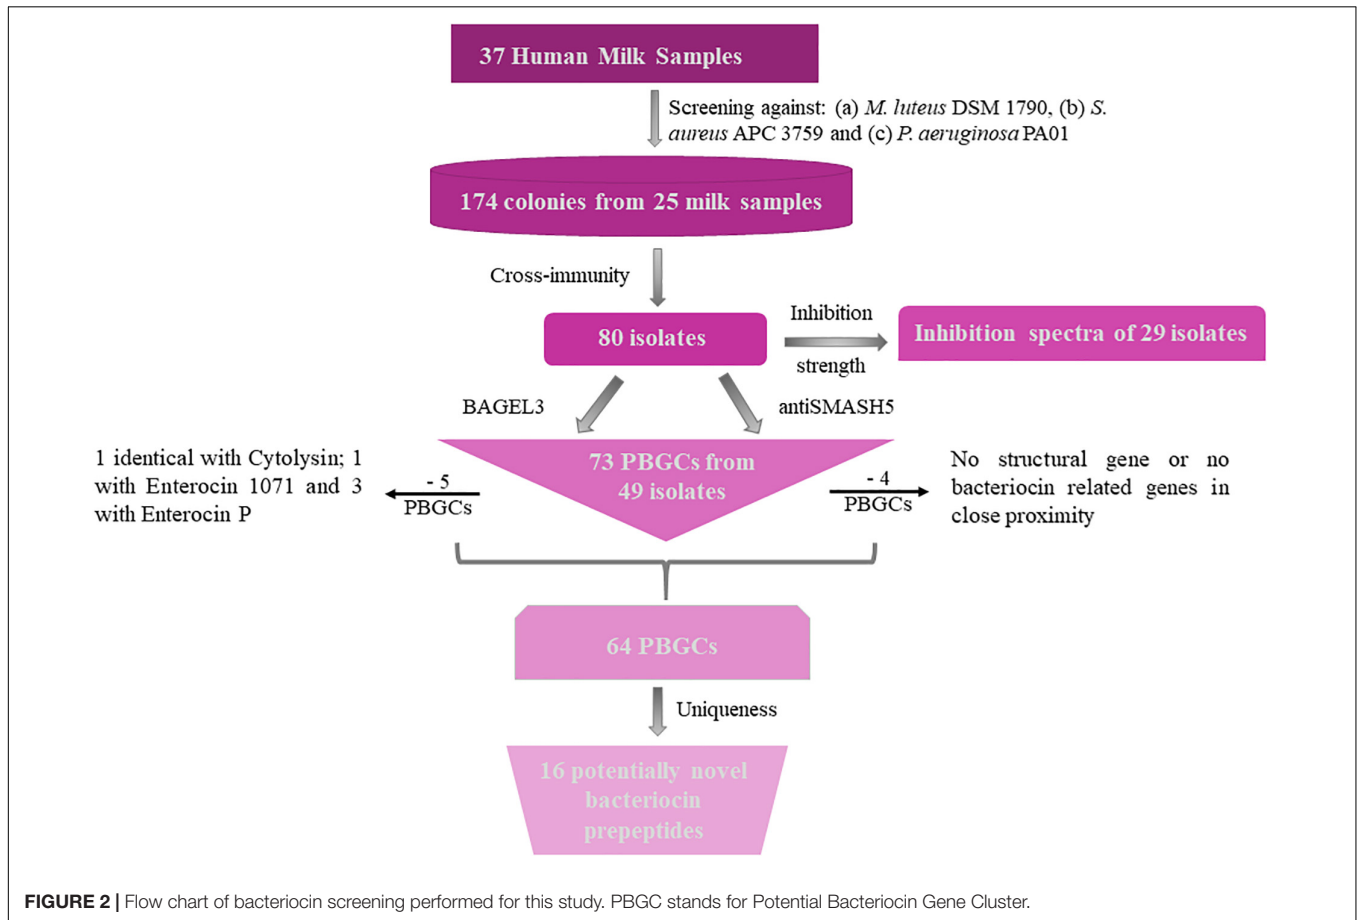 37 Human Milk Samples
Screening against: (a) M. luteus DSM 1790, (b) S.
aureus APC 3759 and (c) P. aeruginosa PA01
174 colonies from 25 milk samples
Cross-immunity
80 isolates
Inhibition
strength
Inhibition spectra of 29 isolates
BAGEL3
antiSMASH5
73 PBGCs from
49 isolates
- 5
PBGCs
1 identical with Cytolysin; 1
with Enterocin 1071 and 3
with Enterocin P
- 4
PBGCs
No structural gene or no
bacteriocin related genes in
close proximity
64 PBGCs
Uniqueness
16 potentially novel
bacteriocin
prepeptides
FIGURE 2 | Flow chart of bacteriocin screening performed for this study. PBGC stands for Potential Bacteriocin Gene Cluster.